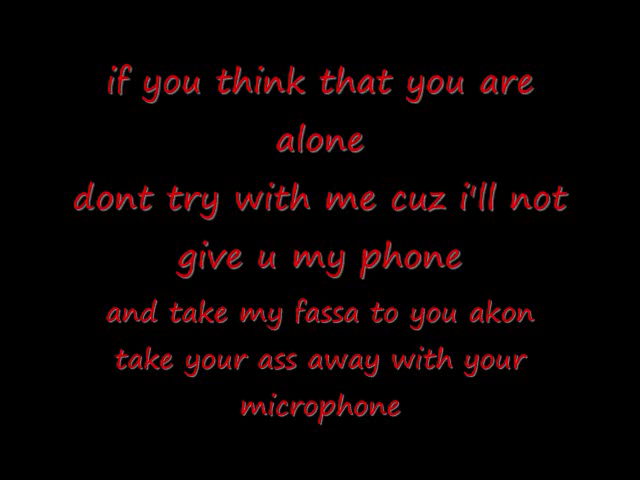 if you think that you are
alone
dont try with me cuz i'll not
give u my phone
and take my fassa to you akon
take your ass away with your
microphone